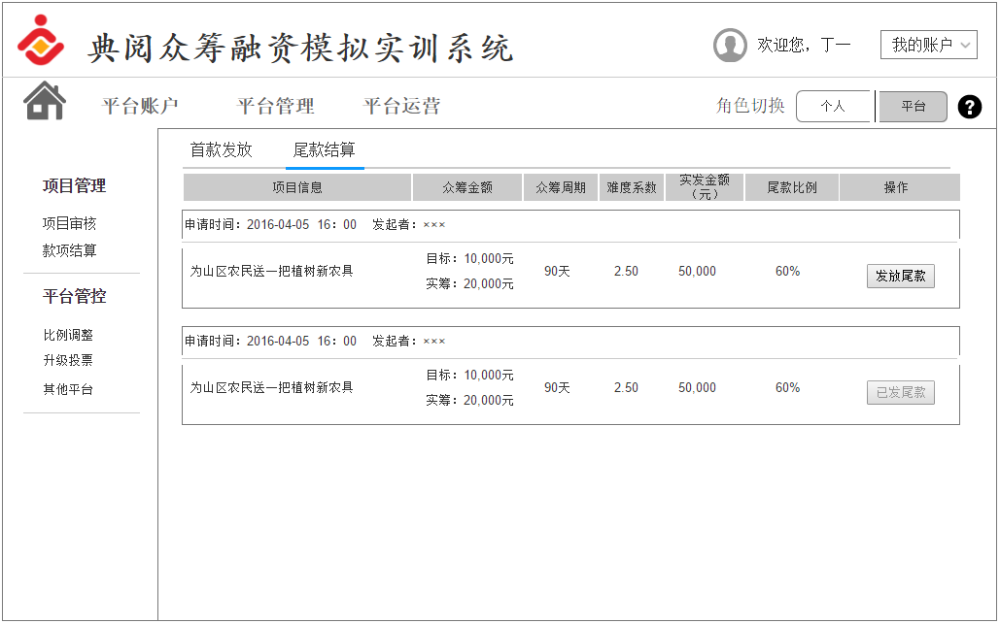 典阅众筹融资模拟实训系统
欢迎您，丁一
我的账户
平台账户 平台管理 平台运营
角色切换 个人 平台 ?
首款发放 尾款结算
项目管理
项目审核
款项结算
平台管控
比例调整
升级投票
其他平台
项目信息 众筹金额 众筹周期 难度系数 实发金额（元） 尾款比例 操作
申请时间：2016-04-05 16：00 发起者：×××
为山区农民送一把植树新农具
目标：10,000元
实筹：20,000元
90天 2.50 50,000 60% 发放尾款
申请时间：2016-04-05 16：00 发起者：×××
为山区农民送一把植树新农具
目标：10,000元
实筹：20,000元
90天 2.50 50,000 60% 已发尾款